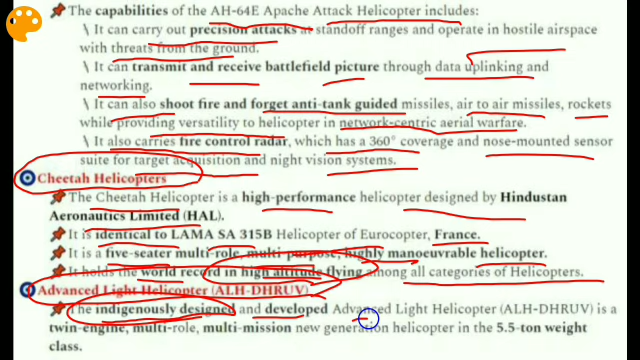 The capabilities of the AH-64E Apache Attack Helicopter includes:
\ It can carry out precision attacks at standoff ranges and operate in hostile airspace
with threats from the ground.
\ It can transmit and receive battlefield picture through data uplinking and
networking.
\ It can also shoot fire and forget anti-tank guided missiles, air to air missiles, rockets
while providing versatility to helicopter in network-centric aerial warfare.
\ It also carries fire control radar, which has a 360° coverage and nose-mounted sensor
suite for target acquisition and night vision systems.
Cheetah Helicopters
The Cheetah Helicopter is a high-performance helicopter designed by Hindustan
Aeronautics Limited (HAL).
It is identical to LAMA SA 315B Helicopter of Eurocopter, France.
It is a five-seater multi-role, multi-purpose, highly manoeuvrable helicopter.
It holds the world record in high altitude flying among all categories of Helicopters.
Advanced Light Helicopter (ALH-DHRUV)
The indigenously designed and developed Advanced Light Helicopter (ALH-DHRUV) is a
twin-engine, multi-role, multi-mission new generation helicopter in the 5.5-ton weight
class.